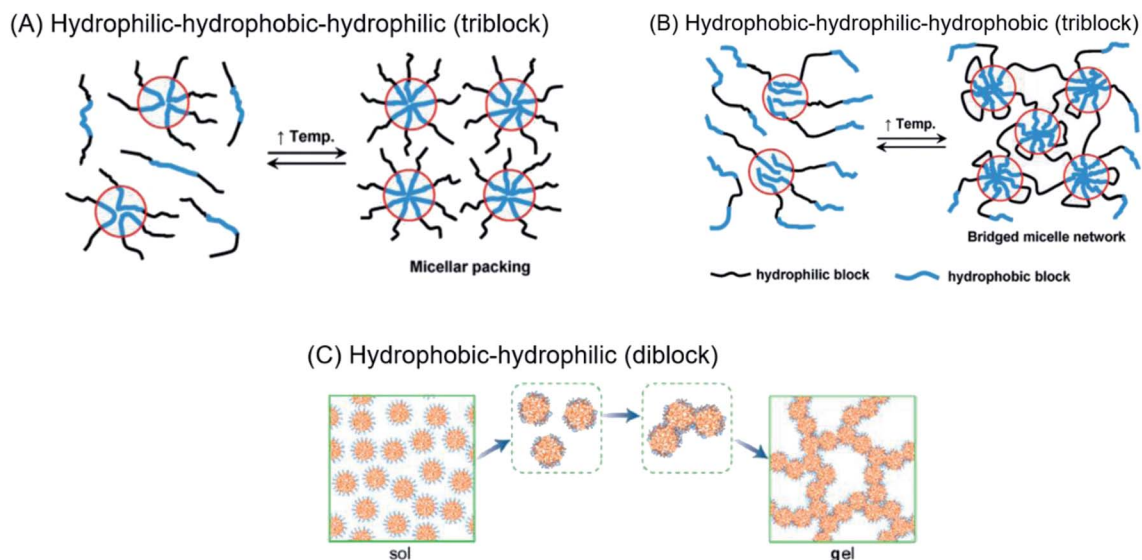 (A) Hydrophilic-hydrophobic-hydrophilic (triblock)
↑ Temp.
Micellar packing
(B) Hydrophobic-hydrophilic-hydrophobic (triblock)
↑ Temp.
Bridged micelle network
hydrophilic block
hydrophobic block
(C) Hydrophobic-hydrophilic (diblock)
sol
gel